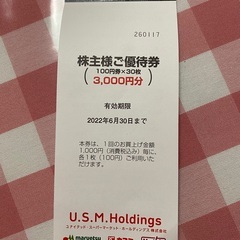 260117
株主様ご優待券
(100円券×30枚
3,000円分)
有効期限
2022年6月30日まで
本券は、1回のお買上げ金額
1,000円(消費税込み)毎に、
各1枚(100円)ご利用いた
だけます。
U.S.M.Holdings
ユナイテッド・スーパーマーケット・ホールディングス株式会社
maruetsu